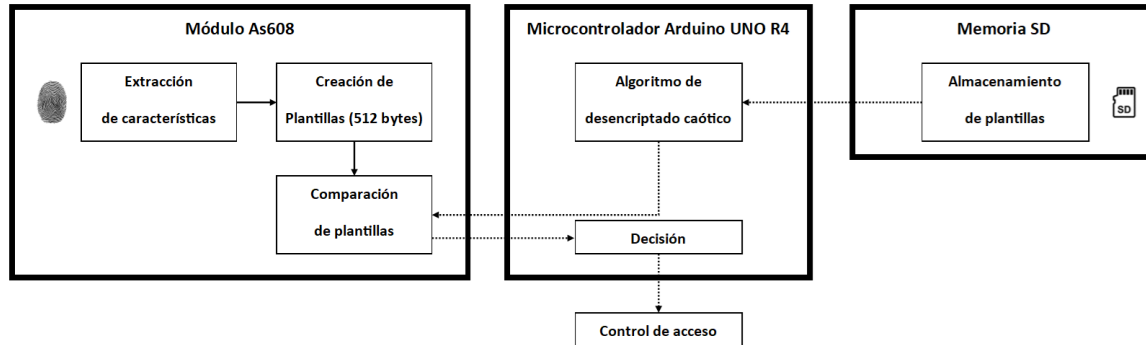 Módulo As608
Extracción
de características
Creación de
Plantillas (512 bytes)
Comparación
de plantillas
Microcontrolador Arduino UNO R4
Algoritmo de
desencriptado caótico
Decisión
Control de acceso
Memoria SD
Almacenamiento
de plantillas
SD